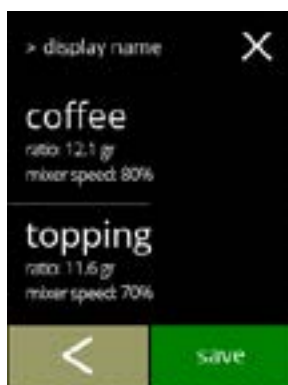 > display name
coffee
ratio: 12.1 gr
mixer speed: 80%
topping
ratio: 11.6 gr
mixer speed: 70%
save